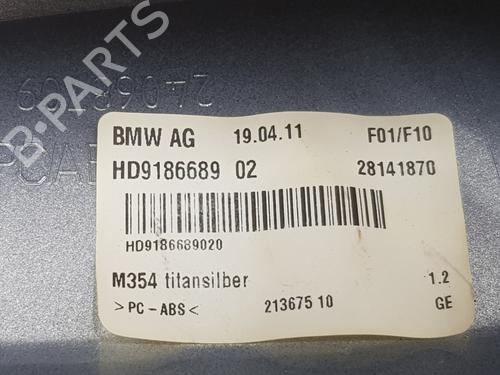 BMW AG 19.04.11 F01/F10
HD9186689 02 28141870
HD9186689020
M354 titansilber 1.2
>PC-ABS< 213675 10 GE